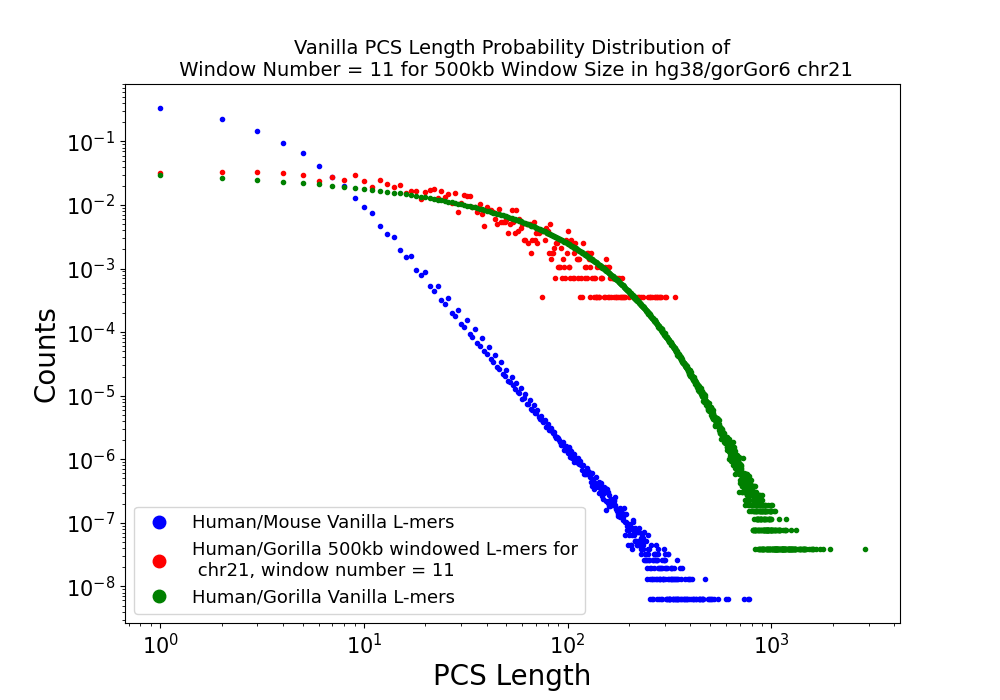 Vanilla PCS Length Probability Distribution of
Window Number = 11 for 500kb Window Size in hg38/gorGor6 chr21
Counts
10⁻¹
10⁻²
10⁻³
10⁻⁴
10⁻⁵
10⁻⁶
10⁻⁷
10⁻⁸
Human/Mouse Vanilla L-mers
Human/Gorilla 500kb windowed L-mers for
chr21, window number = 11
Human/Gorilla Vanilla L-mers
10⁰ 10¹ 10² 10³
PCS Length